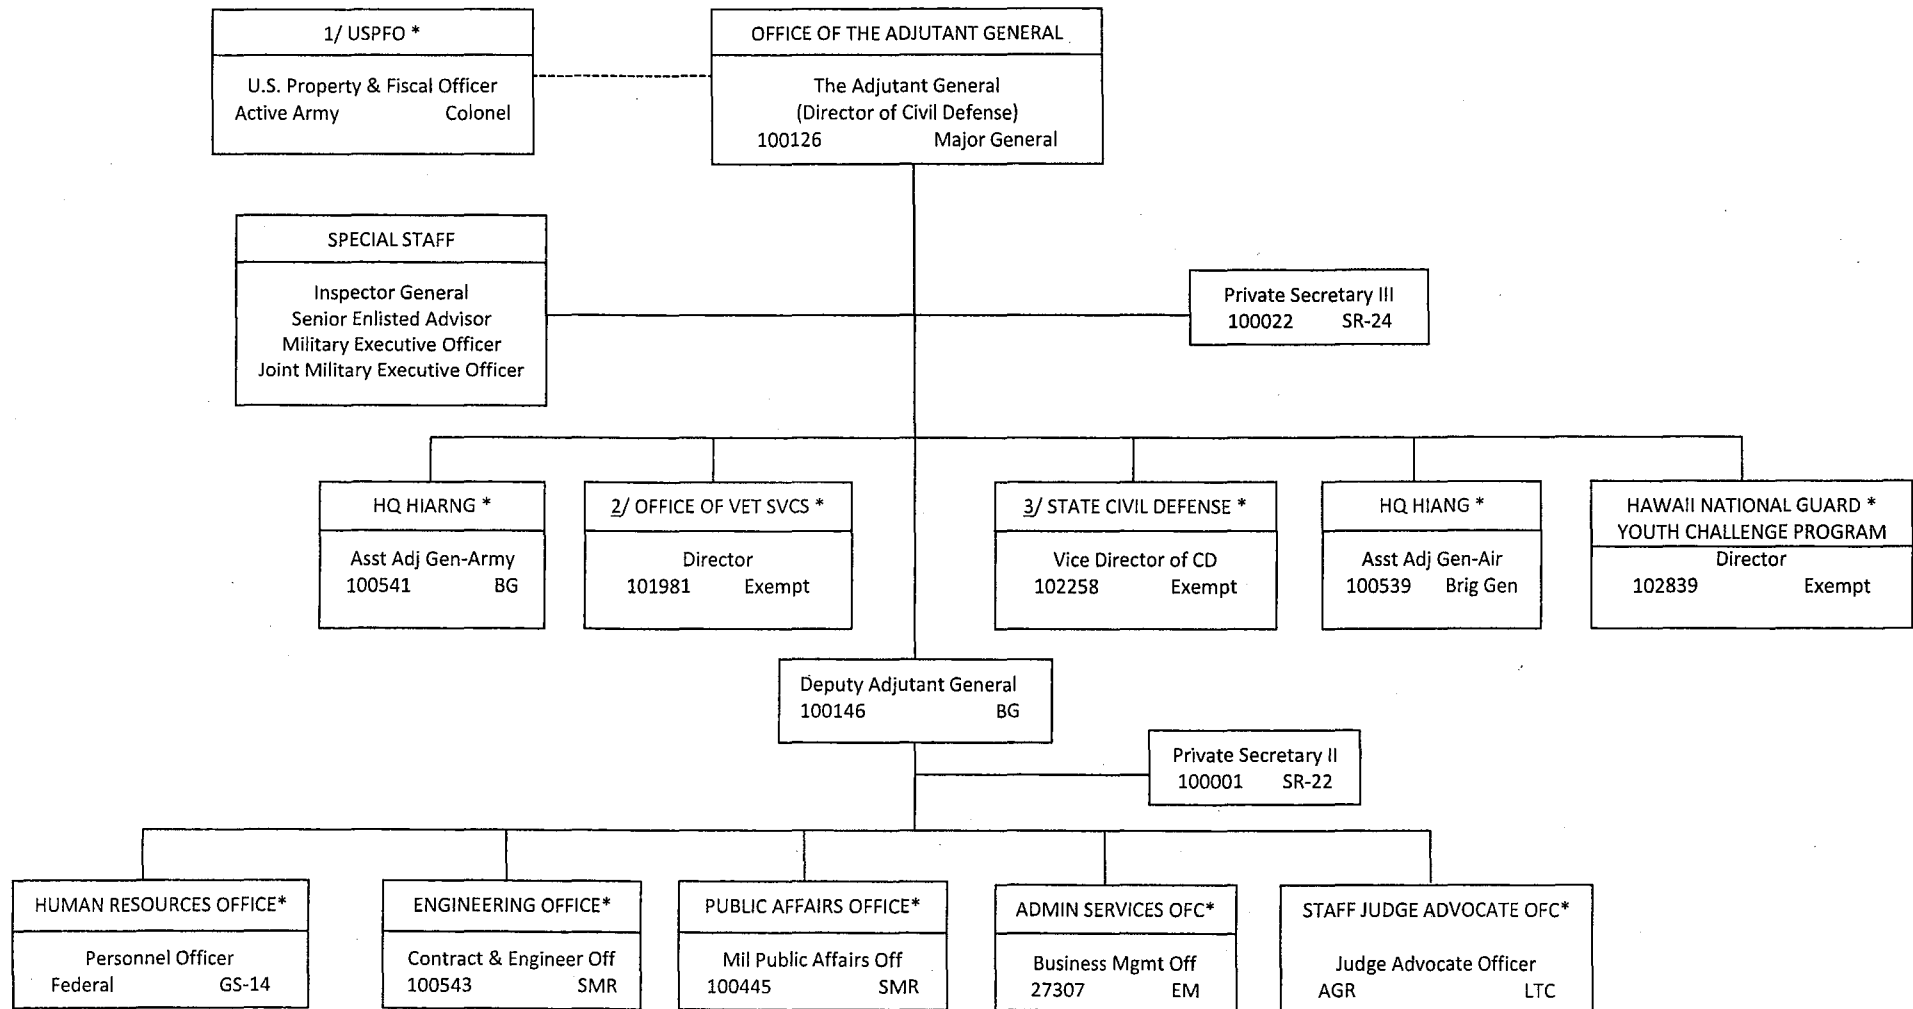 1/ USPFO *
U.S. Property & Fiscal Officer
Active Army Colonel
OFFICE OF THE ADJUTANT GENERAL
The Adjutant General
(Director of Civil Defense)
100126 Major General
SPECIAL STAFF
Inspector General
Senior Enlisted Advisor
Military Executive Officer
Joint Military Executive Officer
Private Secretary III
100022 SR-24
HQ HIARNG *
Asst Adj Gen-Army
100541 BG
2/ OFFICE OF VET SVCS *
Director
101981 Exempt
3/ STATE CIVIL DEFENSE *
Vice Director of CD
102258 Exempt
HQ HIANG *
Asst Adj Gen-Air
100539 Brig Gen
HAWAII NATIONAL GUARD *
YOUTH CHALLENGE PROGRAM
Director
102839 Exempt
Deputy Adjutant General
100146 BG
Private Secretary II
100001 SR-22
HUMAN RESOURCES OFFICE*
Personnel Officer
Federal GS-14
ENGINEERING OFFICE*
Contract & Engineer Off
100543 SMR
PUBLIC AFFAIRS OFFICE*
Mil Public Affairs Off
100445 SMR
ADMIN SERVICES OFC*
Business Mgmt Off
27307 EM
STAFF JUDGE ADVOCATE OFC*
Judge Advocate Officer
AGR LTC